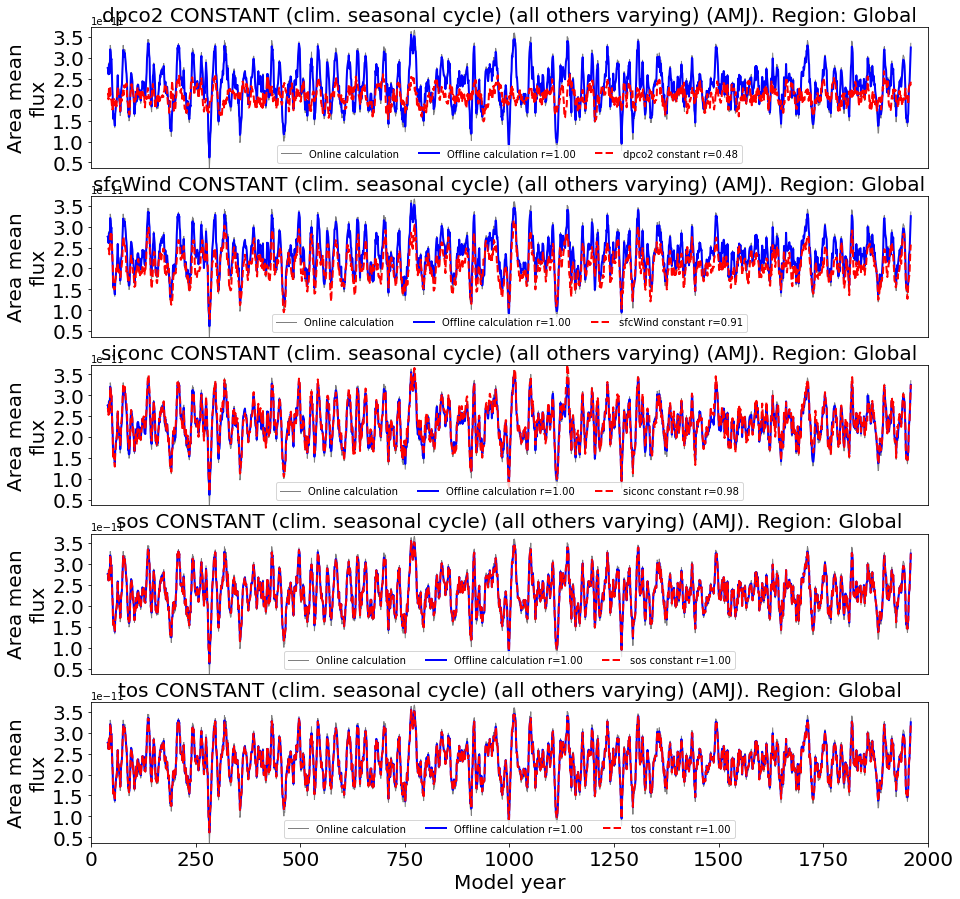 dpco2 CONSTANT (clim. seasonal cycle) (all others varying) (AMJ). Region: Global
1e−11
3.5
3.0
2.5
2.0
1.5
1.0
0.5
Area mean
flux
Online calculation Offline calculation r=1.00 dpco2 constant r=0.48
sfcWind CONSTANT (clim. seasonal cycle) (all others varying) (AMJ). Region: Global
1e−11
3.5
3.0
2.5
2.0
1.5
1.0
0.5
Area mean
flux
Online calculation Offline calculation r=1.00 sfcWind constant r=0.91
siconc CONSTANT (clim. seasonal cycle) (all others varying) (AMJ). Region: Global
1e−11
3.5
3.0
2.5
2.0
1.5
1.0
0.5
Area mean
flux
Online calculation Offline calculation r=1.00 siconc constant r=0.98
sos CONSTANT (clim. seasonal cycle) (all others varying) (AMJ). Region: Global
1e−11
3.5
3.0
2.5
2.0
1.5
1.0
0.5
Area mean
flux
Online calculation Offline calculation r=1.00 sos constant r=1.00
tos CONSTANT (clim. seasonal cycle) (all others varying) (AMJ). Region: Global
1e−11
3.5
3.0
2.5
2.0
1.5
1.0
0.5
Area mean
flux
Online calculation Offline calculation r=1.00 tos constant r=1.00
0 250 500 750 1000 1250 1500 1750 2000
Model year